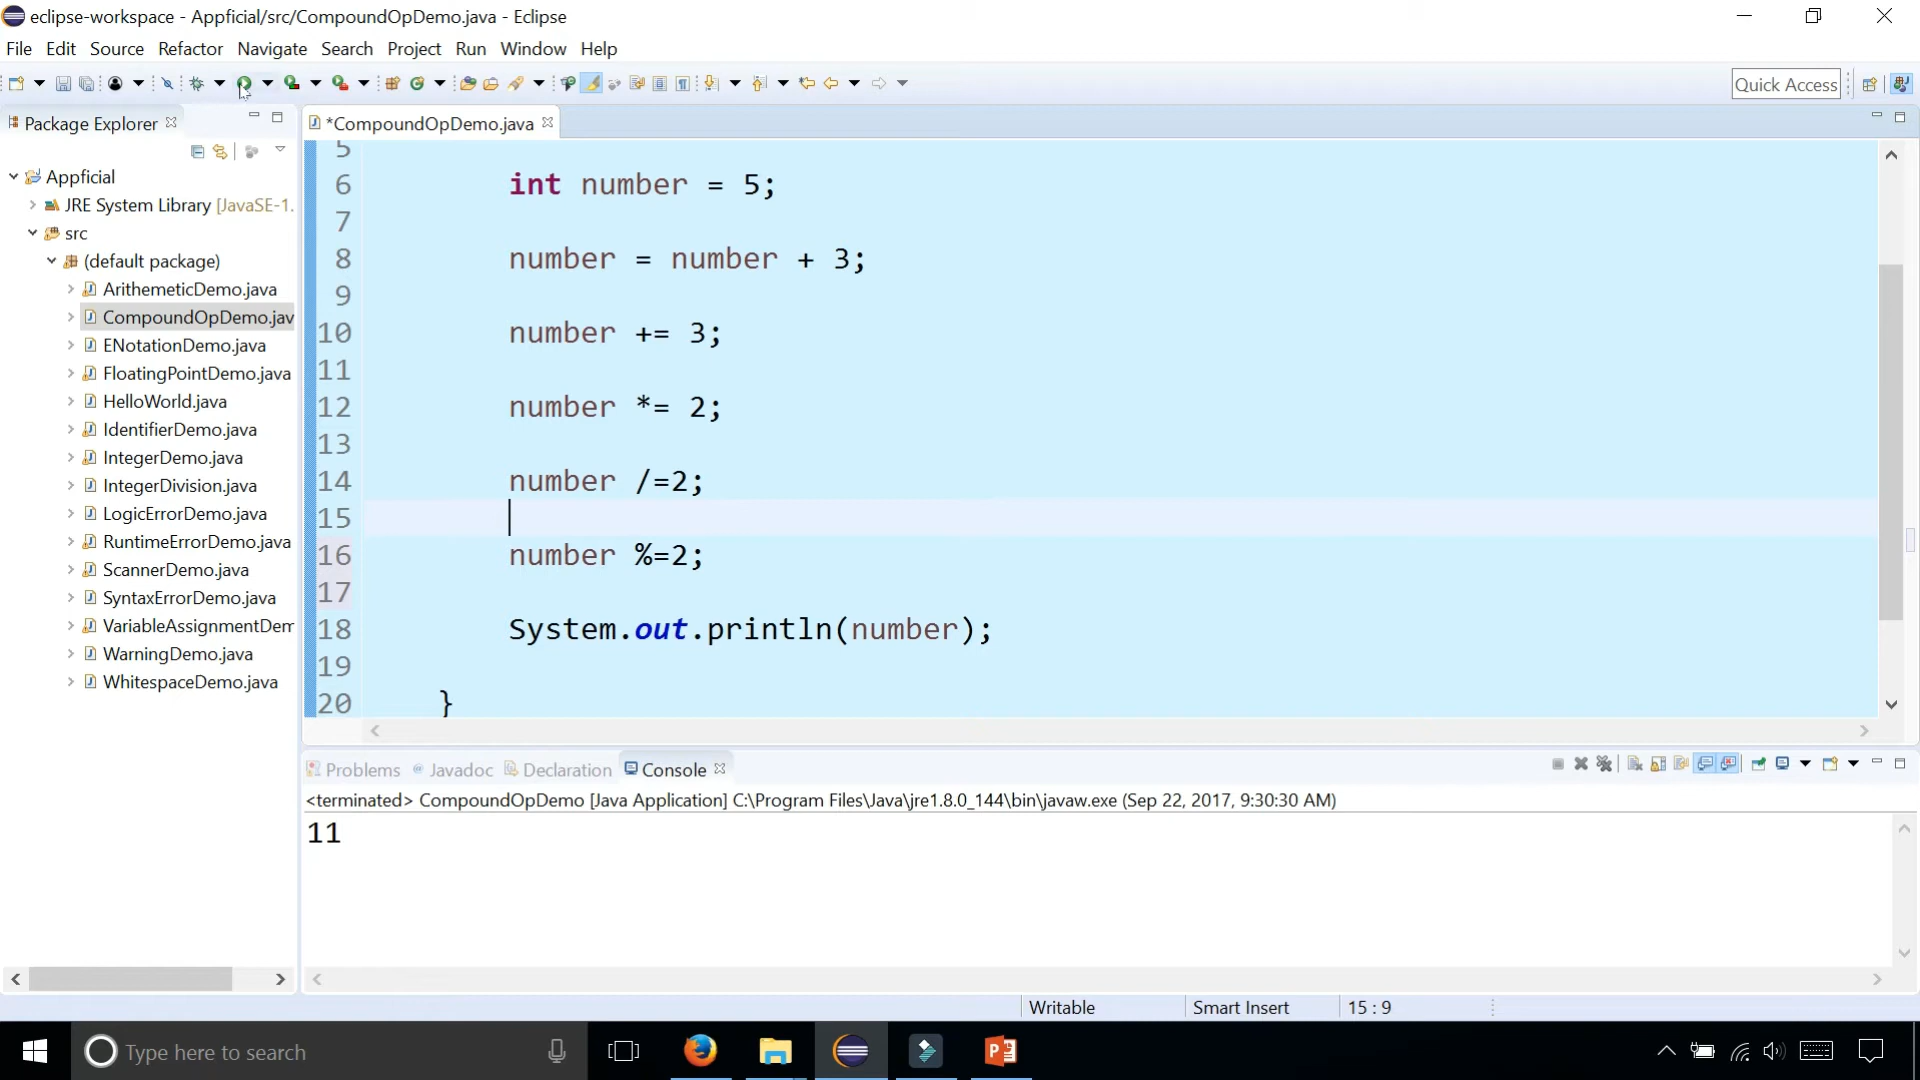 eclipse-workspace - Appficial/src/CompoundOpDemo.java - Eclipse
File Edit Source Refactor Navigate Search Project Run Window Help
Quick Access
Package Explorer
*CompoundOpDemo.java
Appficial
JRE System Library [JavaSE-1.
src
(default package)
ArithemeticDemo.java
CompoundOpDemo.jav
ENotationDemo.java
FloatingPointDemo.java
HelloWorld.java
IdentifierDemo.java
IntegerDemo.java
IntegerDivision.java
LogicErrorDemo.java
RuntimeErrorDemo.java
ScannerDemo.java
SyntaxErrorDemo.java
VariableAssignmentDem
WarningDemo.java
WhitespaceDemo.java
5
6 int number = 5;
7
8 number = number + 3;
9
10 number += 3;
11
12 number *= 2;
13
14 number /=2;
15
16 number %=2;
17
18 System.out.println(number);
19
20 }
Problems Javadoc Declaration Console
<terminated> CompoundOpDemo [Java Application] C:\Program Files\Java\jre1.8.0_144\bin\javaw.exe (Sep 22, 2017, 9:30:30 AM)
11
Writable Smart Insert 15 : 9
Type here to search